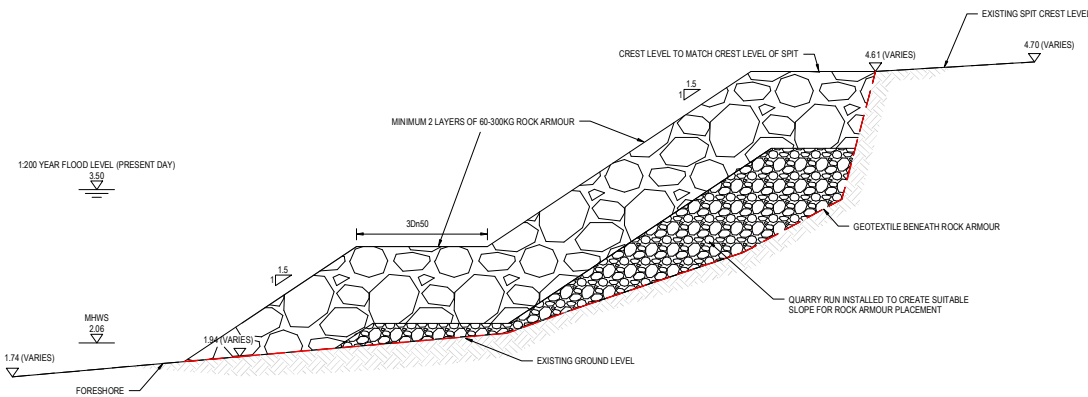 EXISTING SPIT CREST LEVEL
CREST LEVEL TO MATCH CREST LEVEL OF SPIT
4.61 (VARIES)
4.70 (VARIES)
1.5
1
MINIMUM 2 LAYERS OF 60-300KG ROCK ARMOUR
1:200 YEAR FLOOD LEVEL (PRESENT DAY)
3.50
3Dn50
GEOTEXTILE BENEATH ROCK ARMOUR
1.5
1
QUARRY RUN INSTALLED TO CREATE SUITABLE
SLOPE FOR ROCK ARMOUR PLACEMENT
MHWS
2.06
1.94 (VARIES)
1.74 (VARIES)
EXISTING GROUND LEVEL
FORESHORE